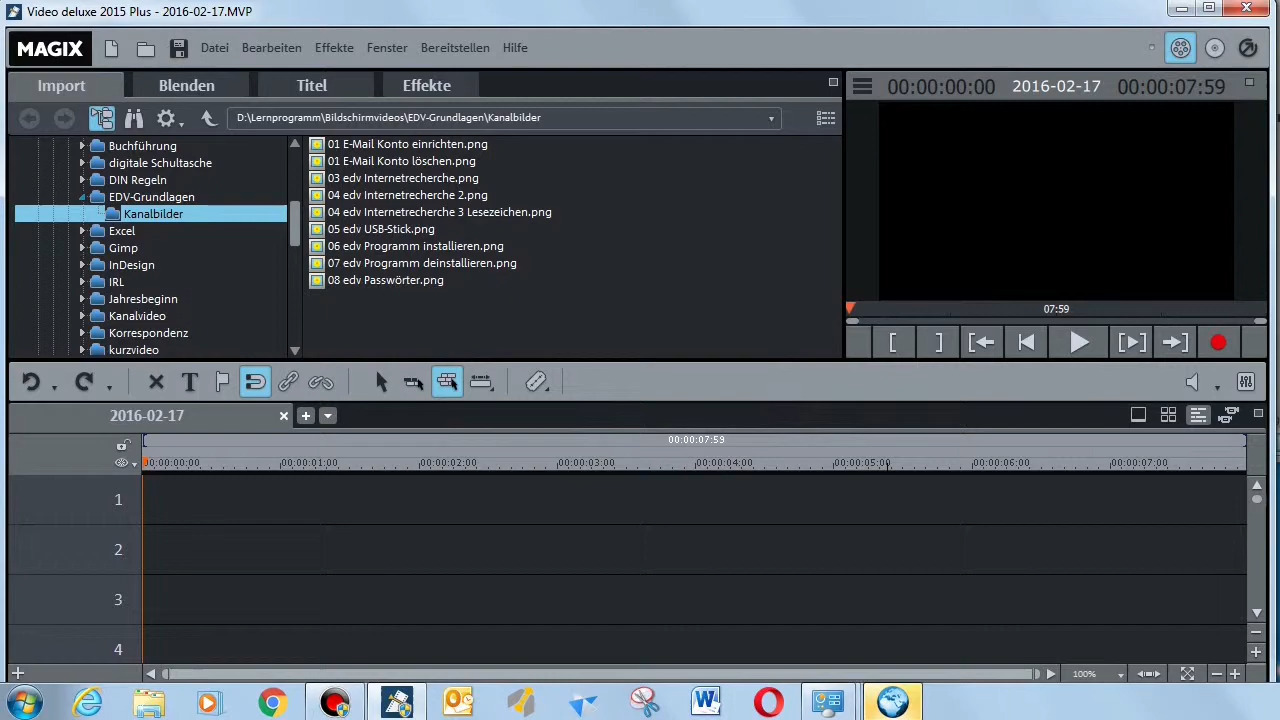 Video deluxe 2015 Plus - 2016-02-17.MVP
MAGIX
Datei Bearbeiten Effekte Fenster Bereitstellen Hilfe
Import Blenden Titel Effekte
00:00:00:00 2016-02-17 00:00:07:59
D:\Lernprogramm\Bildschirmvideos\EDV-Grundlagen\Kanalbilder
Buchführung
digitale Schultasche
DIN Regeln
EDV-Grundlagen
Kanalbilder
Excel
Gimp
InDesign
IRL
Jahresbeginn
Kanalvideo
Korrespondenz
kurzvideo
01 E-Mail Konto einrichten.png
01 E-Mail Konto löschen.png
03 edv Internetrecherche.png
04 edv Internetrecherche 2.png
04 edv Internetrecherche 3 Lesezeichen.png
05 edv USB-Stick.png
06 edv Programm installieren.png
07 edv Programm deinstallieren.png
08 edv Passwörter.png
07:59
2016-02-17
00:00:07:59
00:00:00:00 00:00:01:00 00:00:02:00 00:00:03:00 00:00:04:00 00:00:05:00 00:00:06:00 00:00:07:00
1
2
3
4
100%